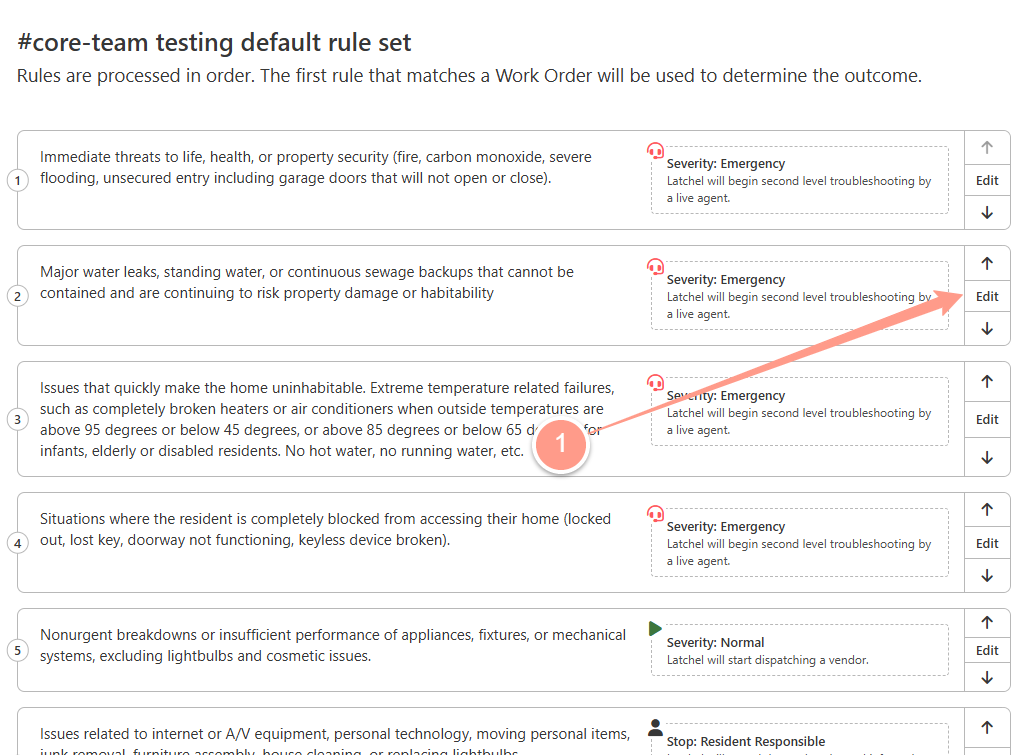 #core-team testing default rule set
Rules are processed in order. The first rule that matches a Work Order will be used to determine the outcome.
1
Immediate threats to life, health, or property security (fire, carbon monoxide, severe
flooding, unsecured entry including garage doors that will not open or close).
Severity: Emergency
Latchel will begin second level troubleshooting by
a live agent.
Edit
2
Major water leaks, standing water, or continuous sewage backups that cannot be
contained and are continuing to risk property damage or habitability
Severity: Emergency
Latchel will begin second level troubleshooting by
a live agent.
Edit
3
Issues that quickly make the home uninhabitable. Extreme temperature related failures,
such as completely broken heaters or air conditioners when outside temperatures are
above 95 degrees or below 45 degrees, or above 85 degrees or below 65 for
infants, elderly or disabled residents. No hot water, no running water, etc.
1
Severity: Emergency
Latchel will begin second level troubleshooting by
a live agent.
Edit
4
Situations where the resident is completely blocked from accessing their home (locked
out, lost key, doorway not functioning, keyless device broken).
Severity: Emergency
Latchel will begin second level troubleshooting by
a live agent.
Edit
5
Nonurgent breakdowns or insufficient performance of appliances, fixtures, or mechanical
systems, excluding lightbulbs and cosmetic issues.
Severity: Normal
Latchel will start dispatching a vendor.
Edit
Issues related to internet or A/V equipment, personal technology, moving personal items,
junk removal, furniture assembly, house cleaning, or replacing lightbulbs
Stop: Resident Responsible